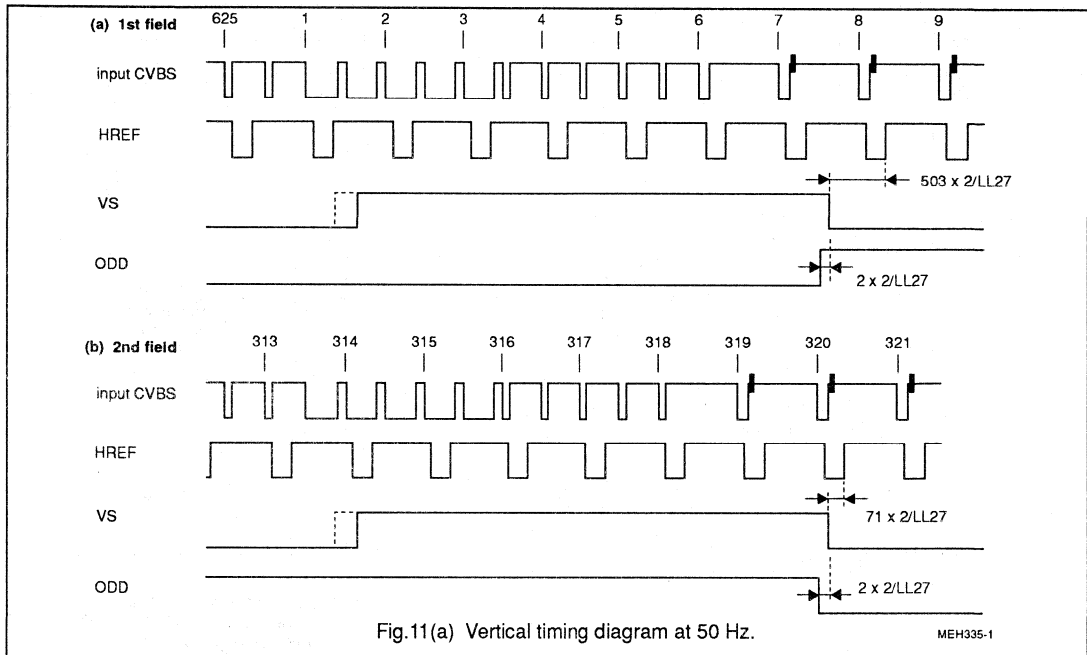 (a) 1st field 625 1 2 3 4 5 6 7 8 9
input CVBS
HREF
503 x 2/LL27
VS
ODD
2 x 2/LL27
(b) 2nd field 313 314 315 316 317 318 319 320 321
input CVBS
HREF
VS
71 x 2/LL27
ODD
2 x 2/LL27
Fig.11(a) Vertical timing diagram at 50 Hz.
MEH335-1